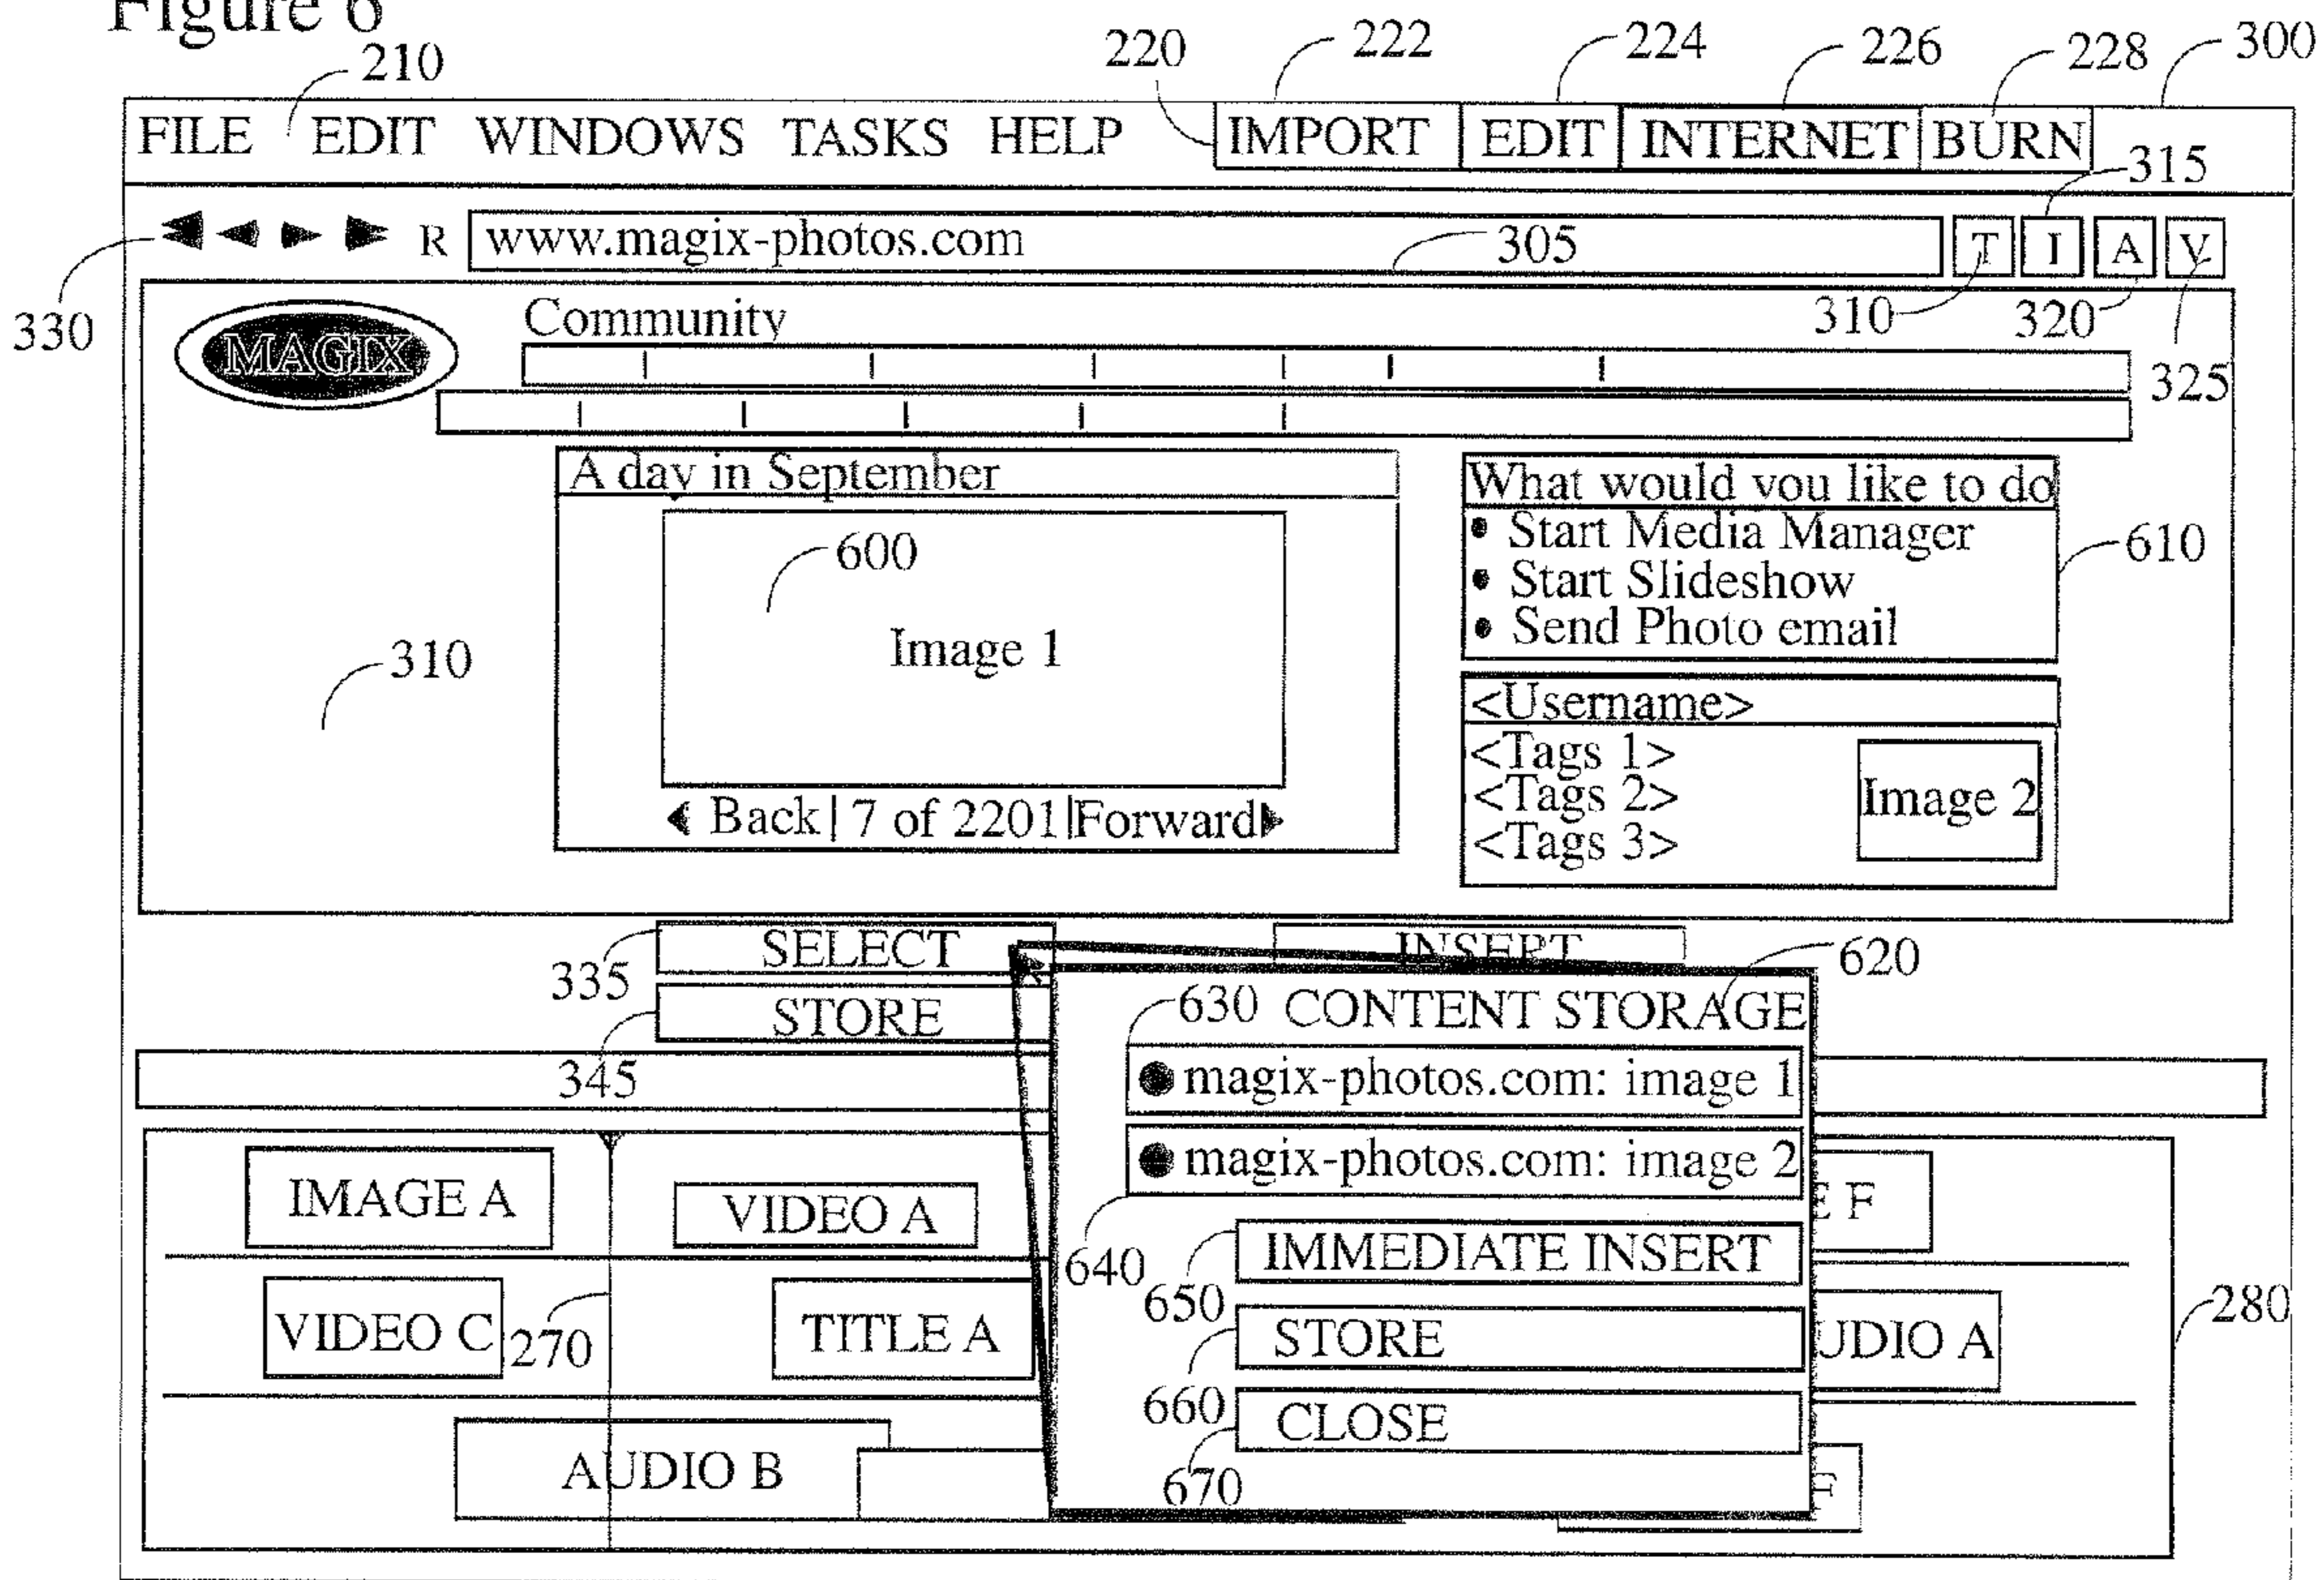 Figure 6
210
220
222
224
226
228
300
FILE EDIT WINDOWS TASKS HELP IMPORT EDIT INTERNET BURN
315
R www.magix-photos.com 305 T I A V
330
310
320
325
MAGIX
Community
A day in September
600
Image 1
Back | 7 of 2201 | Forward
310
What would you like to do
• Start Media Manager
• Start Slideshow
• Send Photo email
610
<Username>
<Tags 1>
<Tags 2>
<Tags 3>
Image 2
335
SELECT
INSERT
STORE
345
620
630
CONTENT STORAGE
magix-photos.com: image 1
magix-photos.com: image 2
640
IMMEDIATE INSERT
650
STORE
660
CLOSE
670
IMAGE A
VIDEO A
E F
VIDEO C
270
TITLE A
UDIO A
280
AUDIO B
F